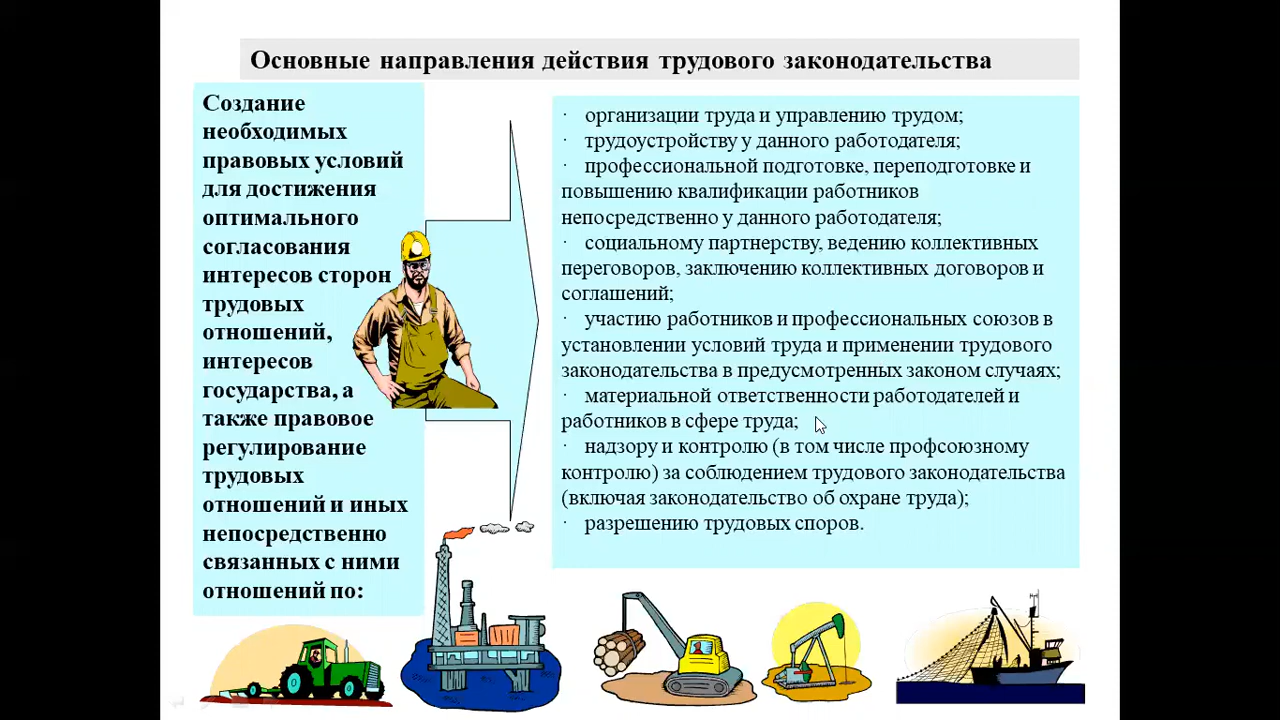 Основные направления действия трудового законодательства
Создание
необходимых
правовых условий
для достижения
оптимального
согласования
интересов сторон
трудовых
отношений,
интересов
государства, а
также правовое
регулирование
трудовых
отношений и иных
непосредственно
связанных с ними
отношений по:
· организации труда и управлению трудом;
· трудоустройству у данного работодателя;
· профессиональной подготовке, переподготовке и
повышению квалификации работников
непосредственно у данного работодателя;
· социальному партнерству, ведению коллективных
переговоров, заключению коллективных договоров и
соглашений;
· участию работников и профессиональных союзов в
установлении условий труда и применении трудового
законодательства в предусмотренных законом случаях;
· материальной ответственности работодателей и
работников в сфере труда;
· надзору и контролю (в том числе профсоюзному
контролю) за соблюдением трудового законодательства
(включая законодательство об охране труда);
· разрешению трудовых споров.